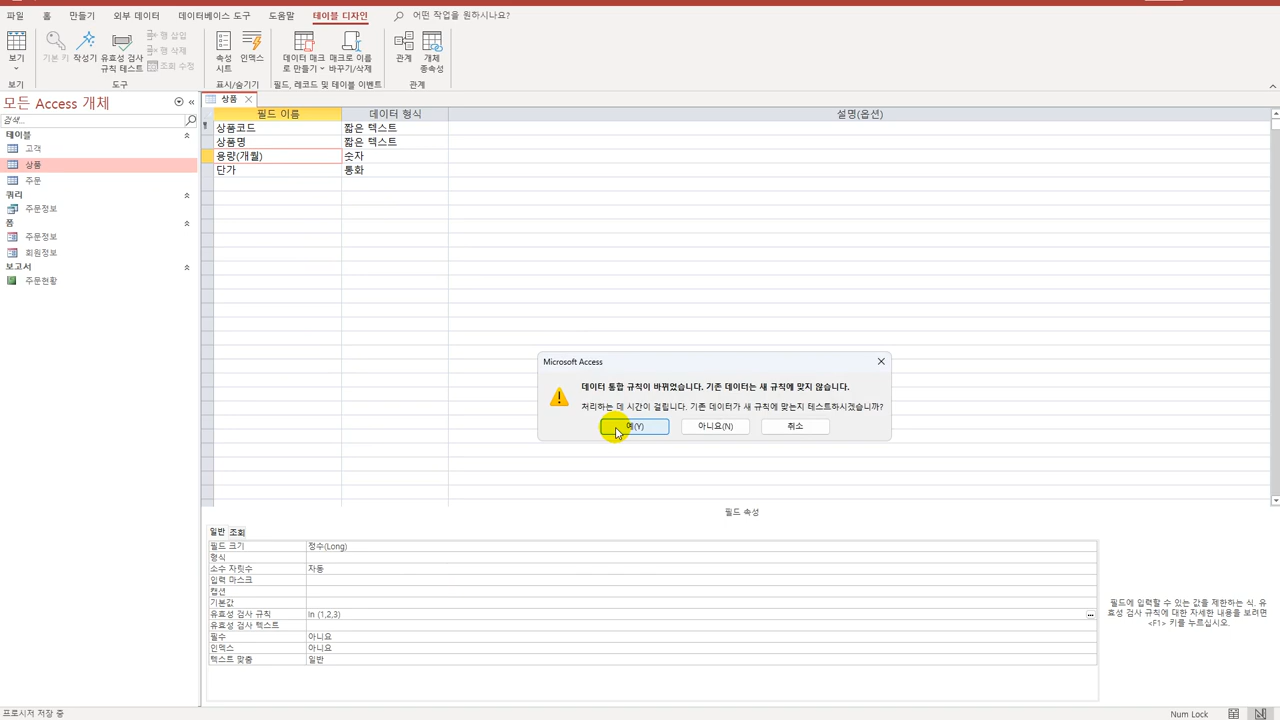 파일 홈 만들기 외부 데이터 데이터베이스 도구 도움말 테이블 디자인 어떤 작업을 원하시나요?
보기
기본 키
작성기
유효성 검사
규칙 테스트
행 삽입
행 삭제
조회 수정
속성
시트
인덱스
데이터 매크
로 만들기
매크로 이름
바꾸기/삭제
관계
개체
종속성
보기 도구 표시/숨기기 필드, 레코드 및 테이블 이벤트 관계
모든 Access 개체
검색...
테이블
고객
상품
주문
쿼리
주문정보
폼
주문정보
회원정보
보고서
주문현황
상품
필드 이름 데이터 형식 설명(옵션)
상품코드 짧은 텍스트
상품명 짧은 텍스트
용량(개월) 숫자
단가 통화
Microsoft Access
데이터 통합 규칙이 바뀌었습니다. 기존 데이터는 새 규칙에 맞지 않습니다.
처리하는 데 시간이 걸립니다. 기존 데이터가 새 규칙에 맞는지 테스트하시겠습니까?
예(Y) 아니요(N) 취소
필드 속성
일반 조회
필드 크기 정수(Long)
형식
소수 자릿수 자동
입력 마스크
캡션
기본값
유효성 검사 규칙 In (1,2,3)
유효성 검사 텍스트
필수 아니요
인덱스 아니요
텍스트 맞춤 일반
필드에 입력할 수 있는 값을 제한하는 식. 유
효성 검사 규칙에 대한 자세한 내용을 보려면
<F1> 키를 누르십시오.
프로시저 저장 중 Num Lock